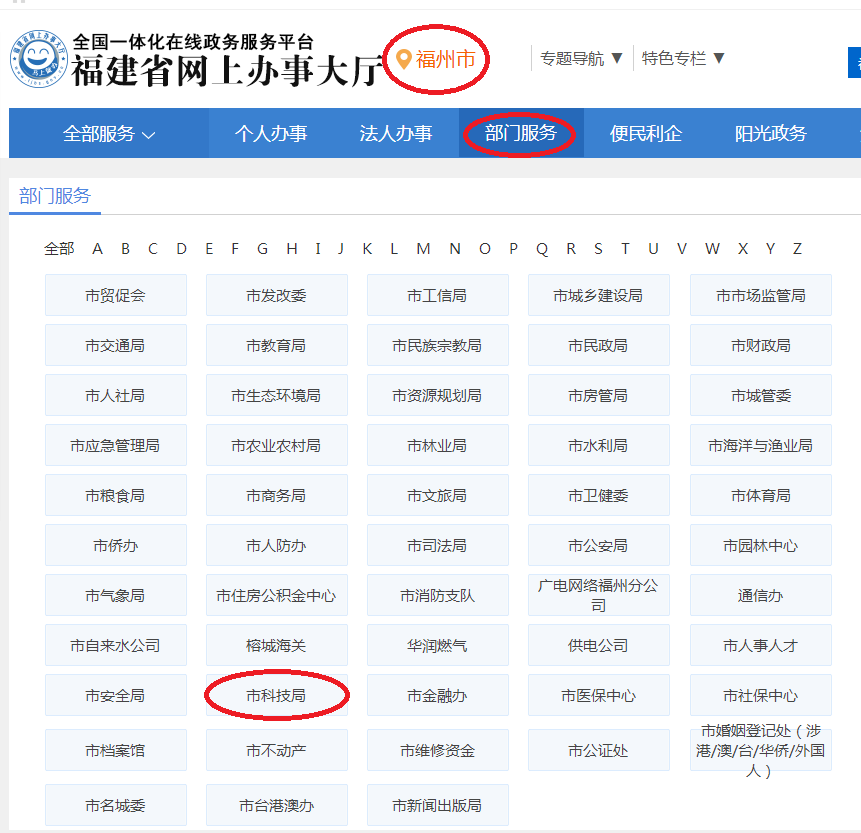 全国一体化在线政务服务平台
福建省网上办事大厅
福州市
专题导航 ▼
特色专栏 ▼
全部服务 个人办事 法人办事 部门服务 便民利企 阳光政务
部门服务
全部 A B C D E F G H I J K L M N O P Q R S T U V W X Y Z
市贸促会 市发改委 市工信局 市城乡建设局 市市场监管局
市交通局 市教育局 市民族宗教局 市民政局 市财政局
市人社局 市生态环境局 市资源规划局 市房管局 市城管委
市应急管理局 市农业农村局 市林业局 市水利局 市海洋与渔业局
市粮食局 市商务局 市文旅局 市卫健委 市体育局
市侨办 市人防办 市司法局 市公安局 市园林中心
市气象局 市住房公积金中心 市消防支队 广电网络福州分公
司
通信办
市自来水公司 榕城海关 华润燃气 供电公司 市人事人才
市安全局 市科技局 市金融办 市医保中心 市社保中心
市档案馆 市不动产 市维修资金 市公证处 市婚姻登记处（涉
港/澳/台/华侨/外国
人）
市名城委 市台港澳办 市新闻出版局